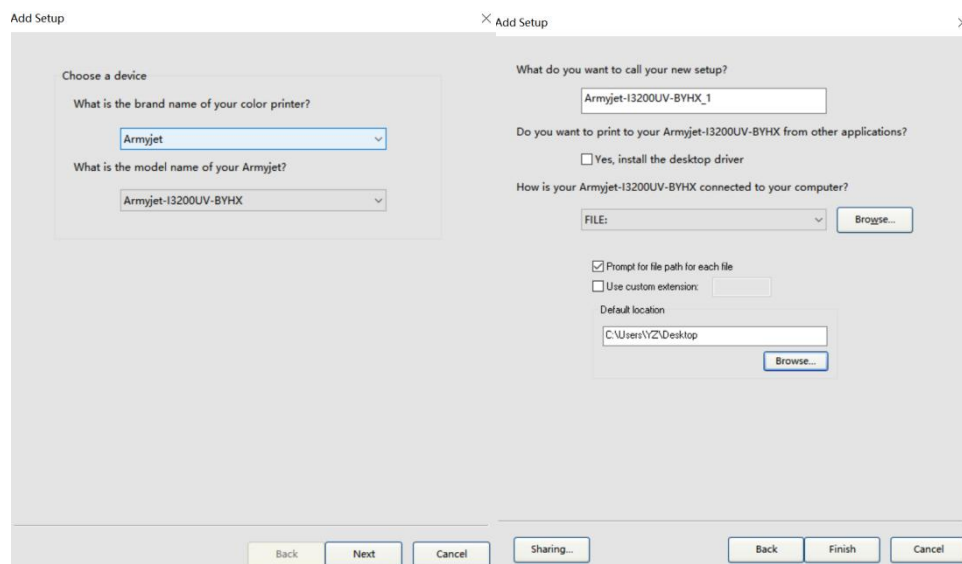 Add Setup
Choose a device
What is the brand name of your color printer?
Armyjet
What is the model name of your Armyjet?
Armyjet-I3200UV-BYHX
Back
Next
Cancel
Add Setup
What do you want to call your new setup?
Armyjet-I3200UV-BYHX_1
Do you want to print to your Armyjet-I3200UV-BYHX from other applications?
Yes, install the desktop driver
How is your Armyjet-I3200UV-BYHX connected to your computer?
FILE:
Browse...
Prompt for file path for each file
Use custom extension:
Default location
C:\Users\YZ\Desktop
Browse...
Sharing...
Back
Finish
Cancel